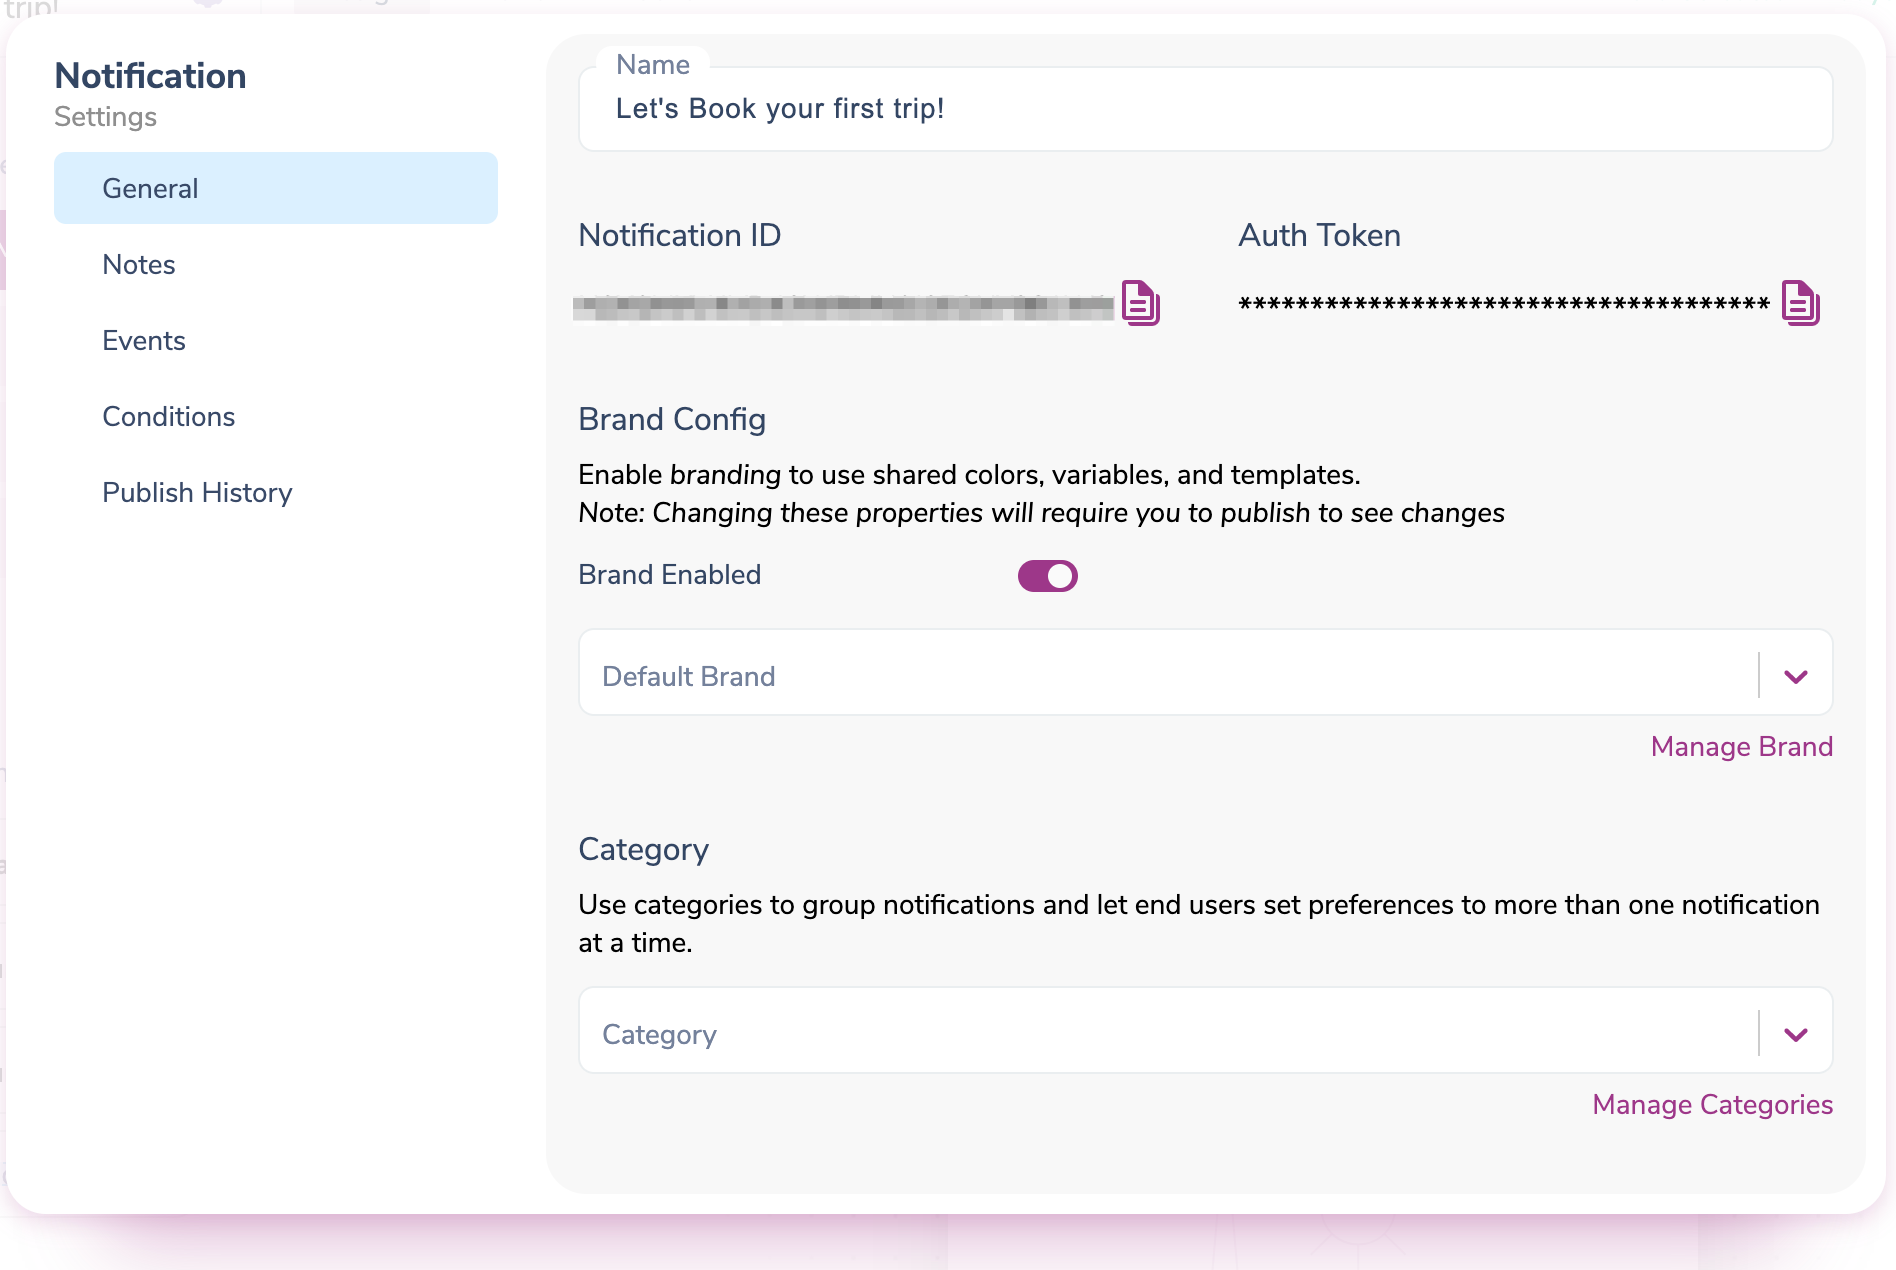 trip!
Notification
Settings
General
Notes
Events
Conditions
Publish History
Name
Let's Book your first trip!
Notification ID
Auth Token
*************************************
Brand Config
Enable branding to use shared colors, variables, and templates.
Note: Changing these properties will require you to publish to see changes
Brand Enabled
Default Brand
Manage Brand
Category
Use categories to group notifications and let end users set preferences to more than one notification
at a time.
Category
Manage Categories